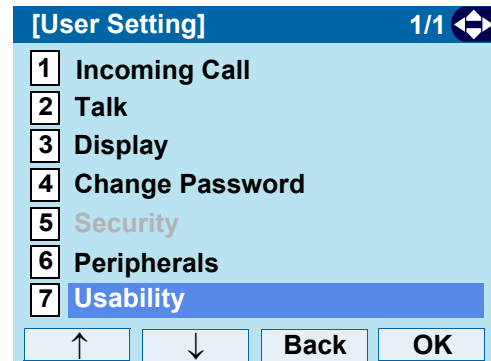 [User Setting] 1/1
1 Incoming Call
2 Talk
3 Display
4 Change Password
5 Security
6 Peripherals
7 Usability
↑ ↓ Back OK